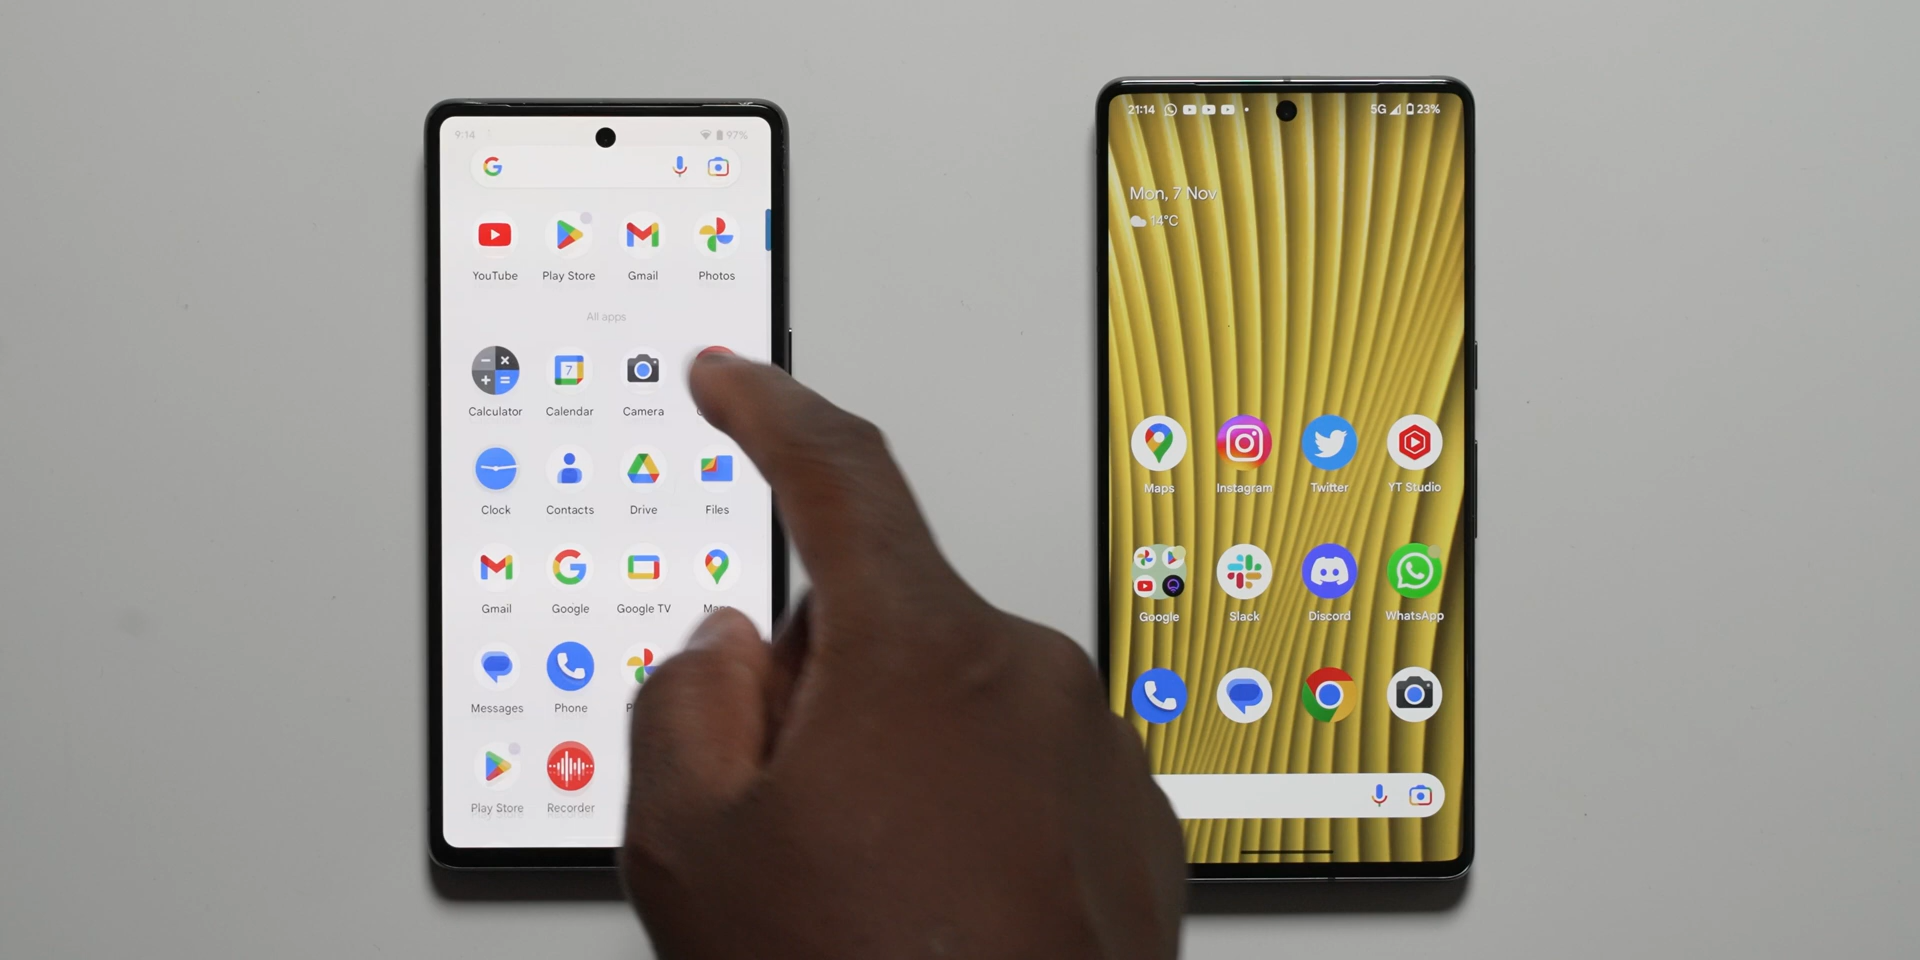 9:14
97%
YouTube Play Store Gmail Photos
All apps
Calculator Calendar Camera
7
Clock Contacts Drive Files
Gmail Google Google TV Maps
Messages Phone
Play Store Recorder
21:14 5G 23%
Mon, 7 Nov
14°C
Maps Instagram Twitter YT Studio
Google Slack Discord WhatsApp